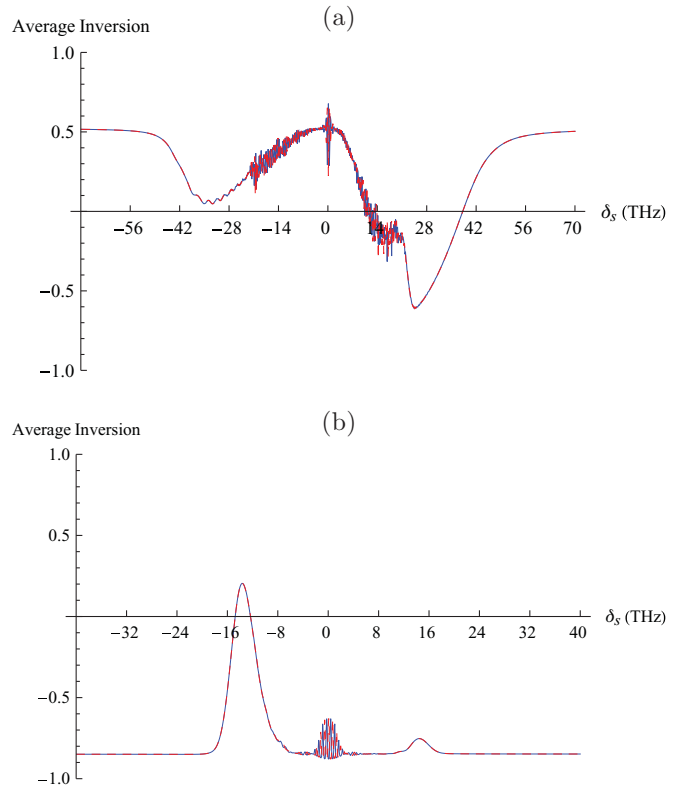 (a)
Average Inversion
1.0
0.5
−56 −42 −28 −14 0 14 28 42 56 70 δs (THz)
−0.5
−1.0
(b)
Average Inversion
1.0
0.5
−32 −24 −16 −8 0 8 16 24 32 40 δs (THz)
−0.5
−1.0